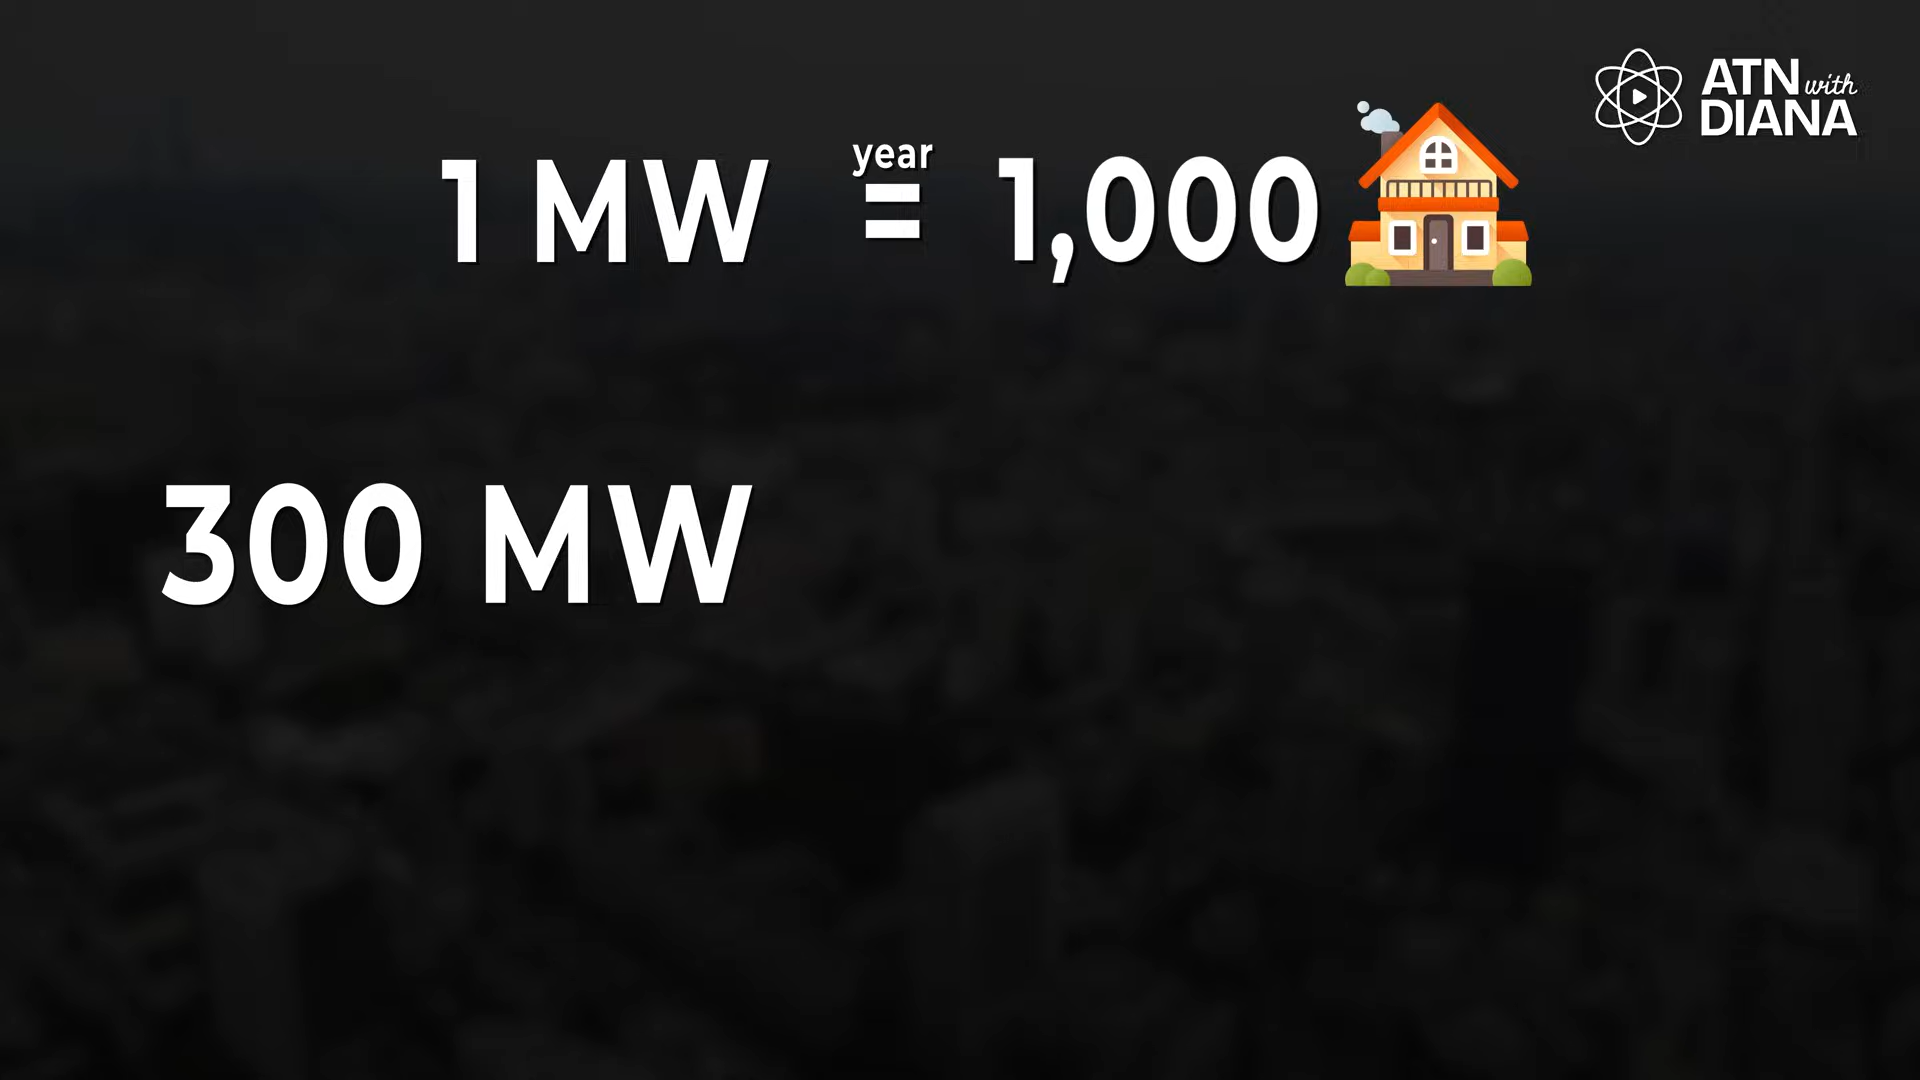 ATN with
DIANA
year
1 MW = 1,000
300 MW